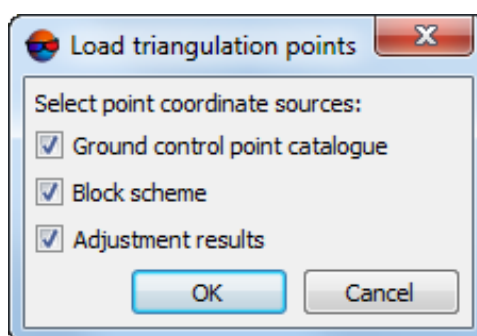 Load triangulation points
Select point coordinate sources:
Ground control point catalogue
Block scheme
Adjustment results
OK Cancel